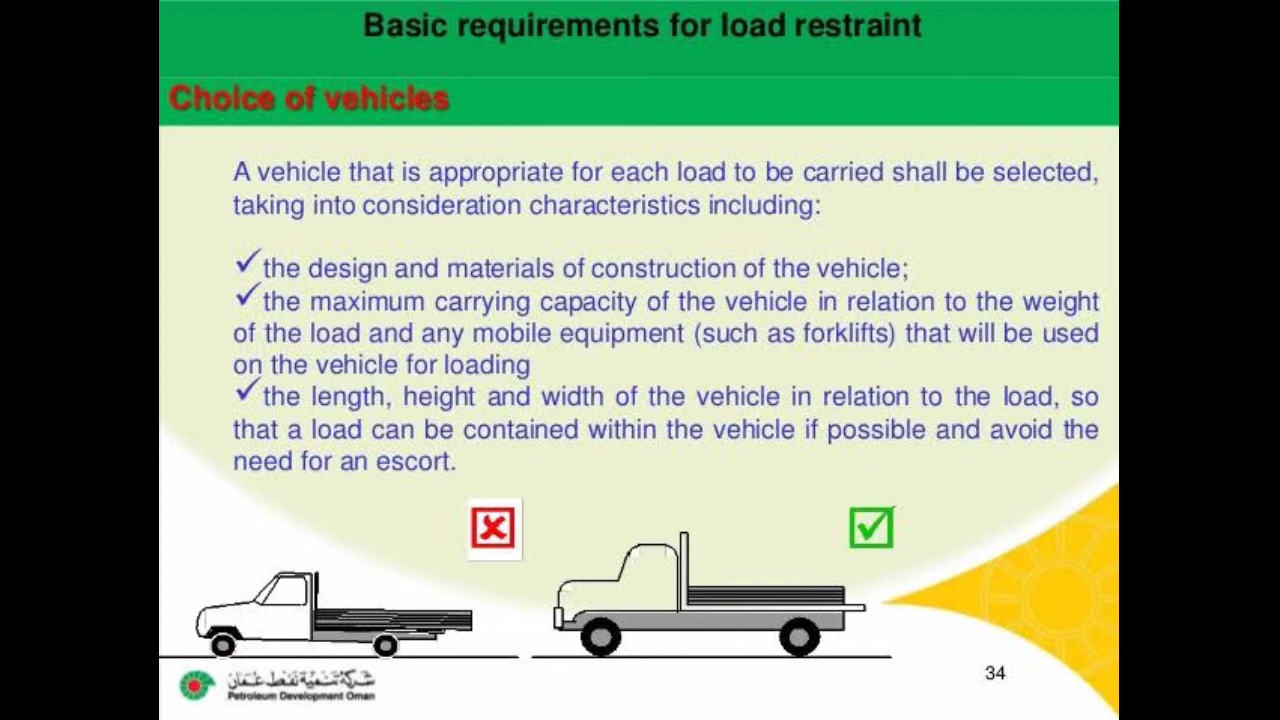 Basic requirements for load restraint
Choice of vehicles
A vehicle that is appropriate for each load to be carried shall be selected,
taking into consideration characteristics including:
✓the design and materials of construction of the vehicle;
✓the maximum carrying capacity of the vehicle in relation to the weight
of the load and any mobile equipment (such as forklifts) that will be used
on the vehicle for loading
✓the length, height and width of the vehicle in relation to the load, so
that a load can be contained within the vehicle if possible and avoid the
need for an escort.
شركة تنمية نفط عمان
Petroleum Development Oman
34